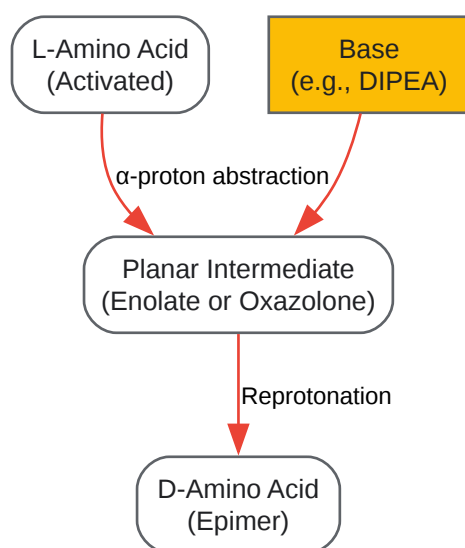 L-Amino Acid
(Activated)
Base
(e.g., DIPEA)
α-proton abstraction
Planar Intermediate
(Enolate or Oxazolone)
Reprotonation
D-Amino Acid
(Epimer)